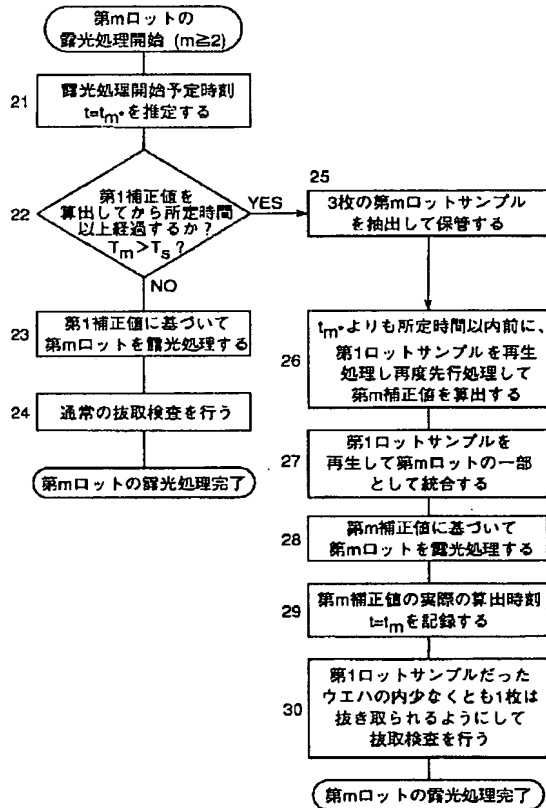 第mロットの
露光処理開始 (m≧2)
21
露光処理開始予定時刻
t=tm*を推定する
22
第1補正値を
算出してから所定時間
以上経過するか?
Tm>Ts?
YES
NO
23
第1補正値に基づいて
第mロットを露光処理する
24
通常の抜取検査を行う
第mロットの露光処理完了
25
3枚の第mロットサンプル
を抽出して保管する
tm*よりも所定時間以内前に、
26
第1ロットサンプルを再生
処理し再度先行処理して
第m補正値を算出する
27
第1ロットサンプルを
再生して第mロットの一部
として統合する
28
第m補正値に基づいて
第mロットを露光処理する
29
第m補正値の実際の算出時刻
t=tmを記録する
30
第1ロットサンプルだった
ウエハの内少なくとも1枚は
抜き取られるようにして
抜取検査を行う
第mロットの露光処理完了